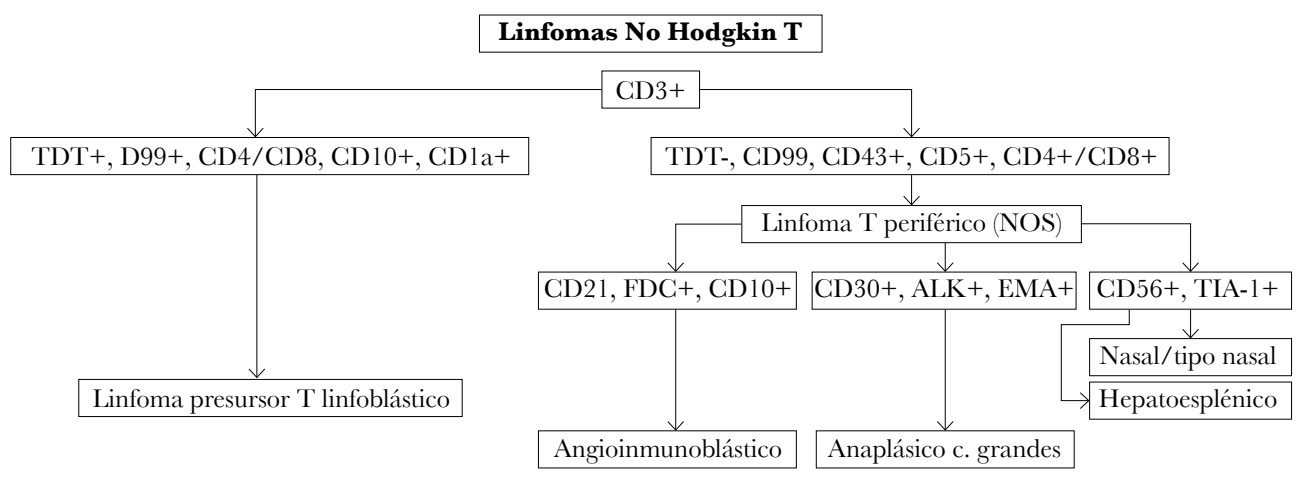 Linfomas No Hodgkin T
CD3+
TDT+, D99+, CD4/CD8, CD10+, CD1a+
TDT-, CD99, CD43+, CD5+, CD4+/CD8+
Linfoma T periférico (NOS)
CD21, FDC+, CD10+
CD30+, ALK+, EMA+
CD56+, TIA-1+
Nasal/tipo nasal
Linfoma presursor T linfoblástico
Hepatoesplénico
Angioinmunoblástico
Anaplásico c. grandes